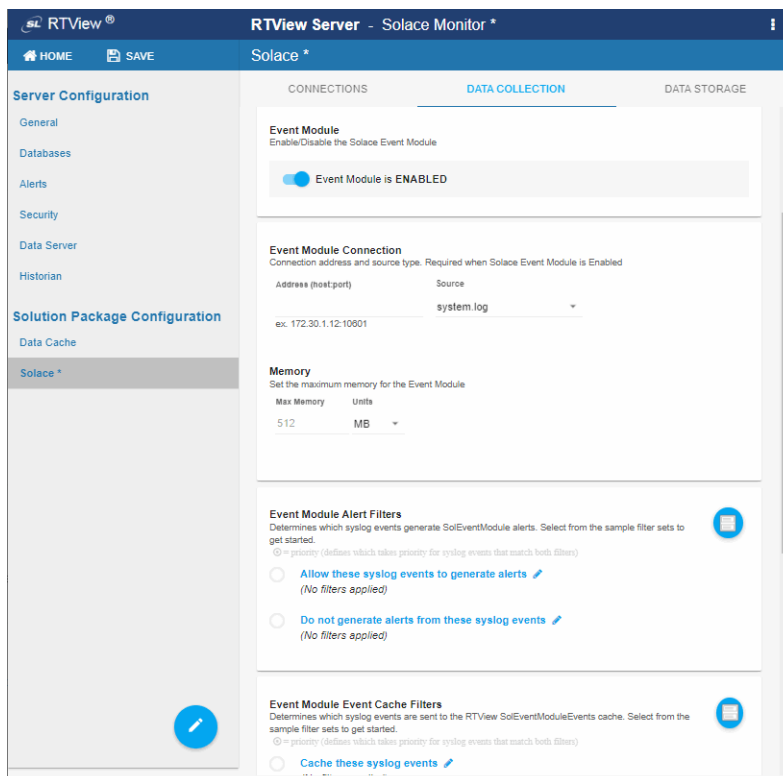 SL RTView ®
RTView Server - Solace Monitor *
HOME
SAVE
Solace *
Server Configuration
General
Databases
Alerts
Security
Data Server
Historian
Solution Package Configuration
Data Cache
Solace *
CONNECTIONS
DATA COLLECTION
DATA STORAGE
Event Module
Enable/Disable the Solace Event Module
Event Module is ENABLED
Event Module Connection
Connection address and source type. Required when Solace Event Module is Enabled
Address (host:port)
Source
system.log
ex. 172.30.1.12:10601
Memory
Set the maximum memory for the Event Module
Max Memory
Units
512
MB
Event Module Alert Filters
Determines which syslog events generate SolEventModule alerts. Select from the sample filter sets to
get started.
= priority (defines which takes priority for syslog events that match both filters)
Allow these syslog events to generate alerts
(No filters applied)
Do not generate alerts from these syslog events
(No filters applied)
Event Module Event Cache Filters
Determines which syslog events are sent to the RTView SolEventModuleEvents cache. Select from the
sample filter sets to get started.
= priority (defines which takes priority for syslog events that match both filters)
Cache these syslog events